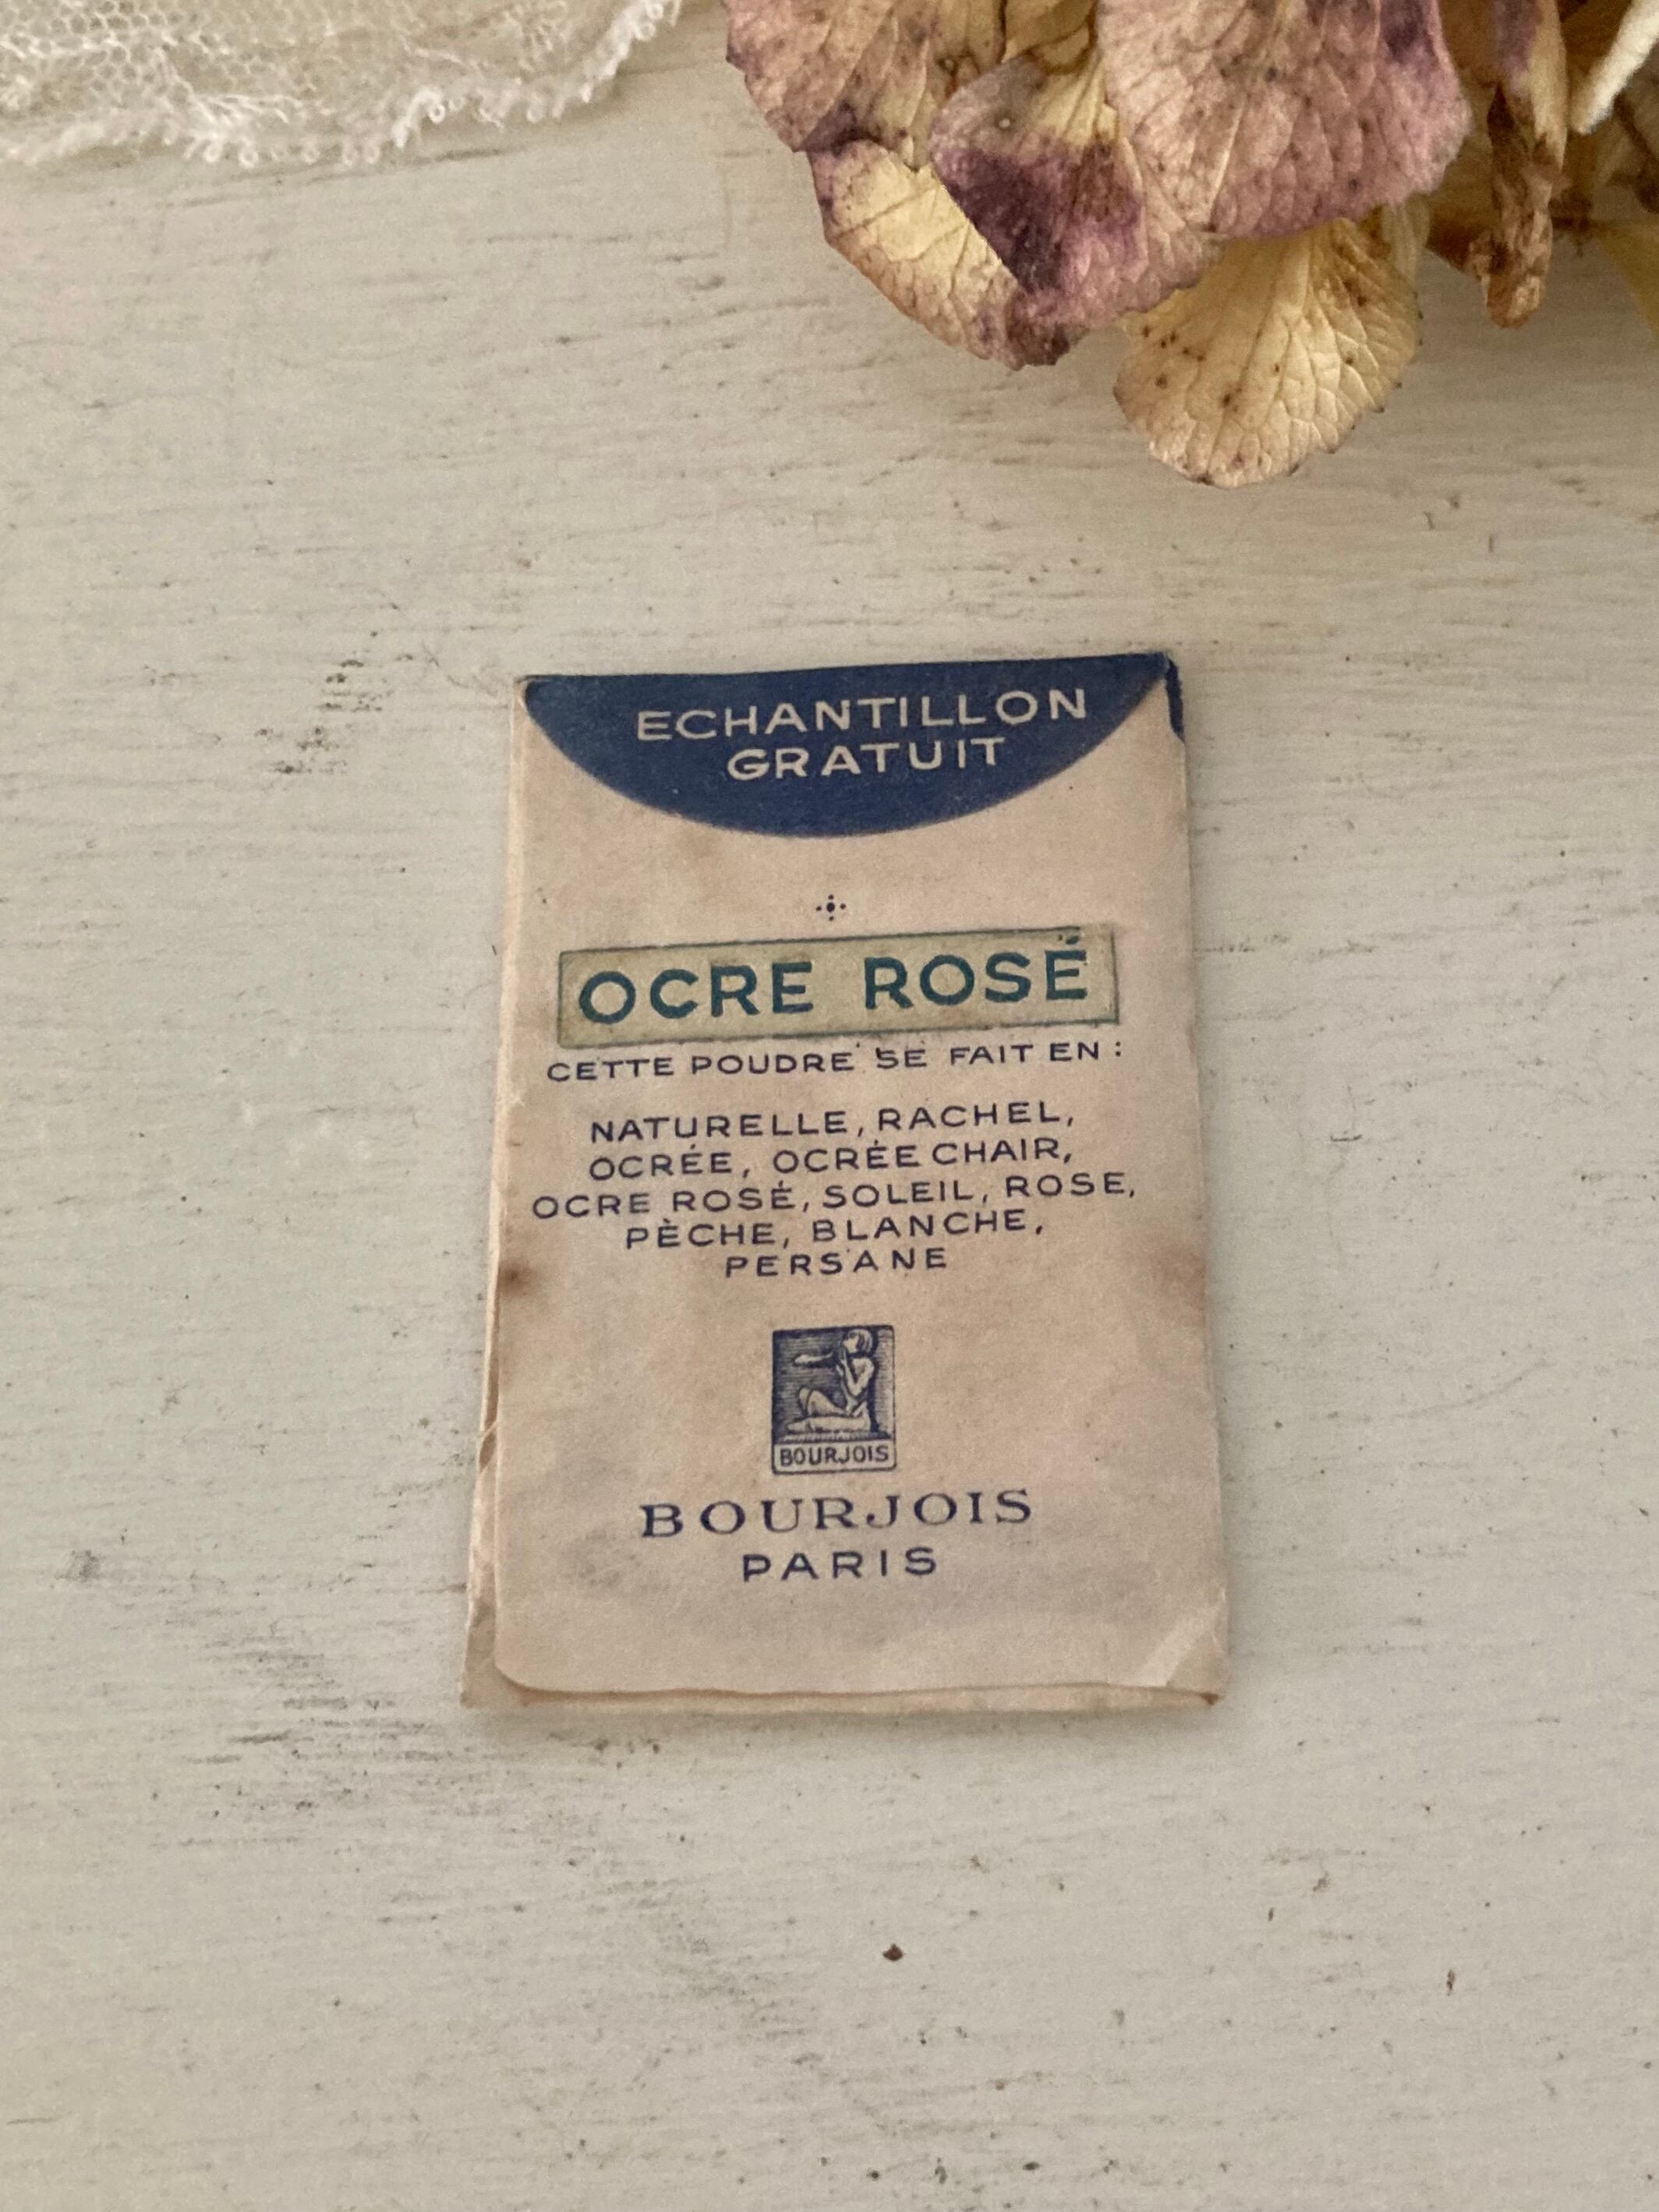 ECHANTILLON
GRATUIT
OCRE ROSÉ
CETTE POUDRE SE FAIT EN :
NATURELLE, RACHEL,
OCRÉE, OCRÉE CHAIR,
OCRE ROSÉ, SOLEIL, ROSE,
PÈCHE, BLANCHE,
PERSANE
BOURJOIS
BOURJOIS
PARIS